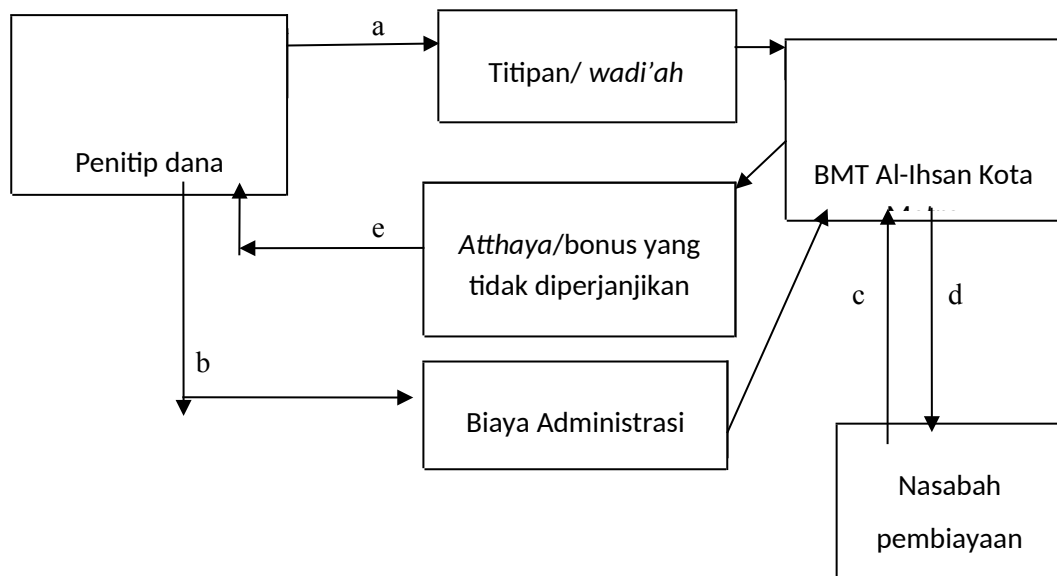 a
Titipan/ wadi’ah
Penitip dana
BMT Al-Ihsan Kota
e
Atthaya/bonus yang
tidak diperjanjikan
c
d
b
Biaya Administrasi
Nasabah
pembiayaan